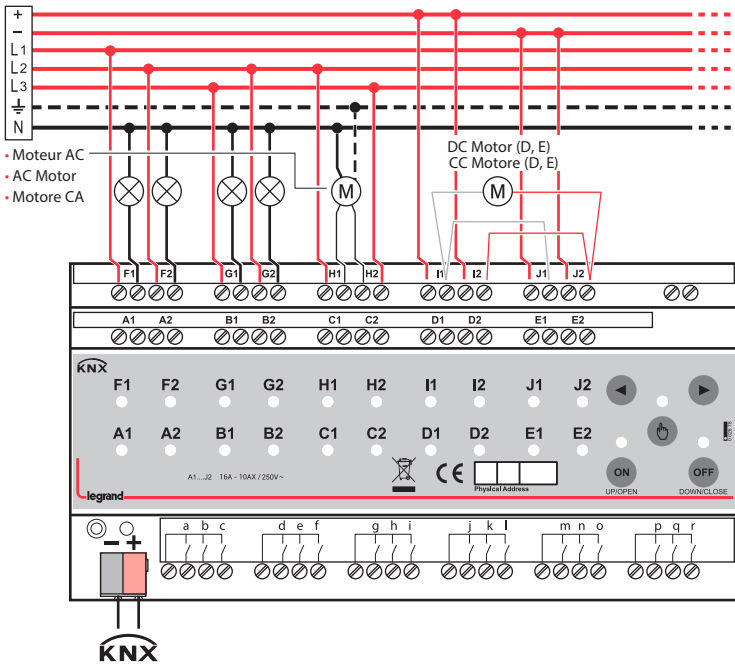 +
−
L1
L2
L3
N
• Moteur AC
• AC Motor
• Motore CA
M
DC Motor (D, E)
CC Motore (D, E)
M
F1 F2 G1 G2 H1 H2 I1 I2 J1 J2
A1 A2 B1 B2 C1 C2 D1 D2 E1 E2
KNX
F1 F2 G1 G2 H1 H2 I1 I2 J1 J2
A1 A2 B1 B2 C1 C2 D1 D2 E1 E2
A1....J2 16A - 10AX / 250V~
CE
Physical Address
ON
OFF
UP/OPEN
DOWN/CLOSE
legrand
a b c d e f g h i j k l m n o p q r
− +
KNX